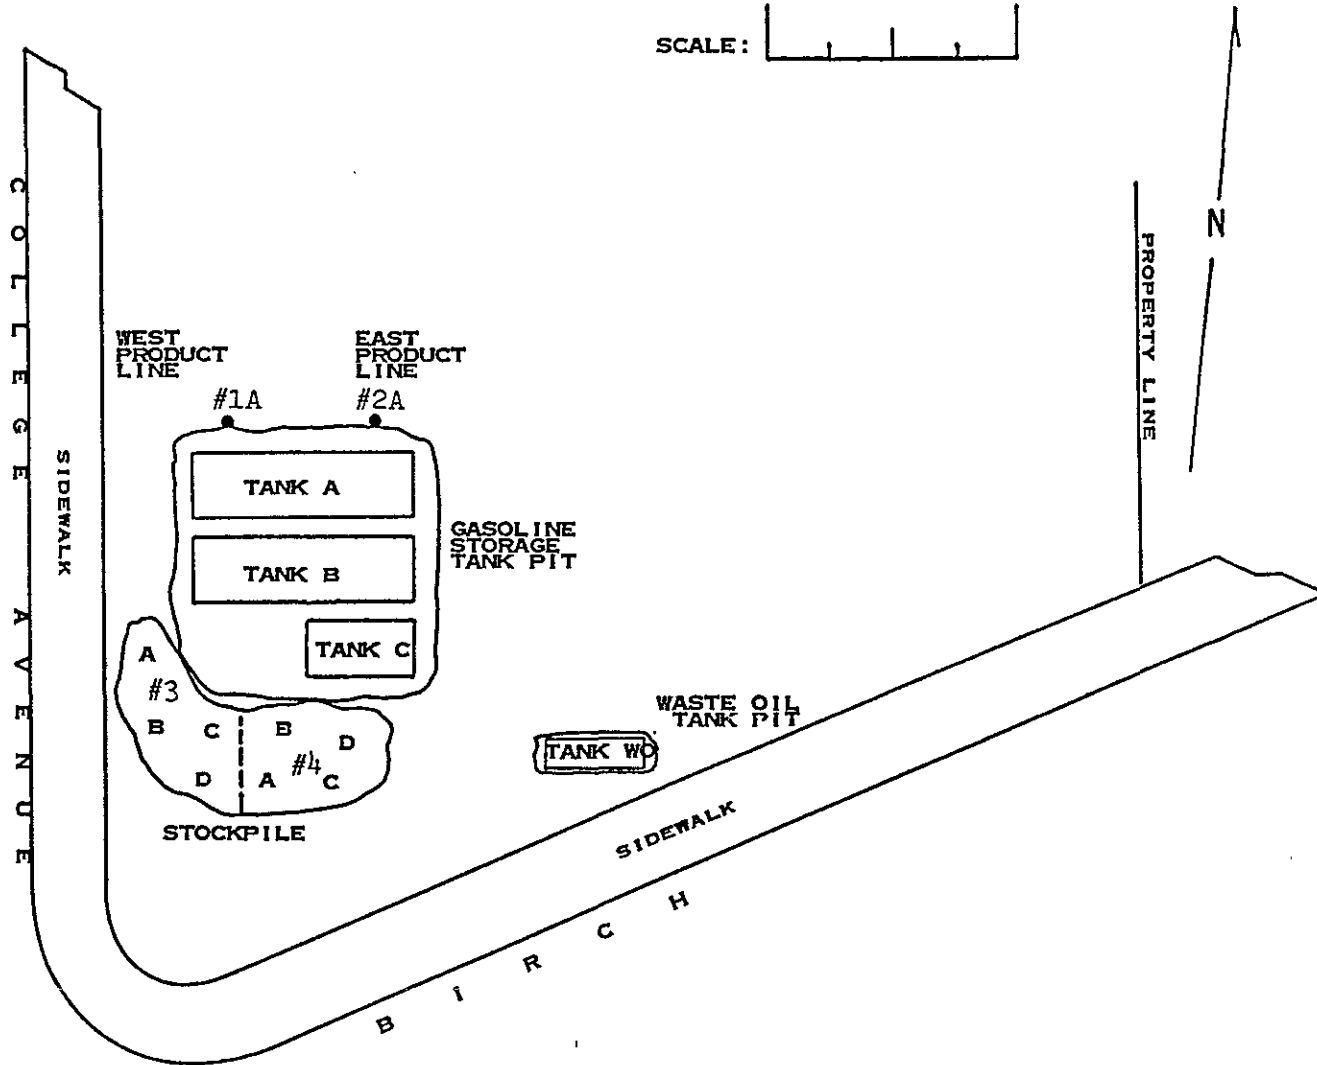 SCALE:
N
COLLEGE AVENUE
SIDEWALK
PROPERTY LINE
WEST
PRODUCT
LINE
EAST
PRODUCT
LINE
#1A
#2A
TANK A
TANK B
TANK C
GASOLINE
STORAGE
TANK PIT
A
#3
B
C
D
B
D
#4
A
C
STOCKPILE
WASTE OIL
TANK PIT
TANK WO
SIDEWALK
BIRCH